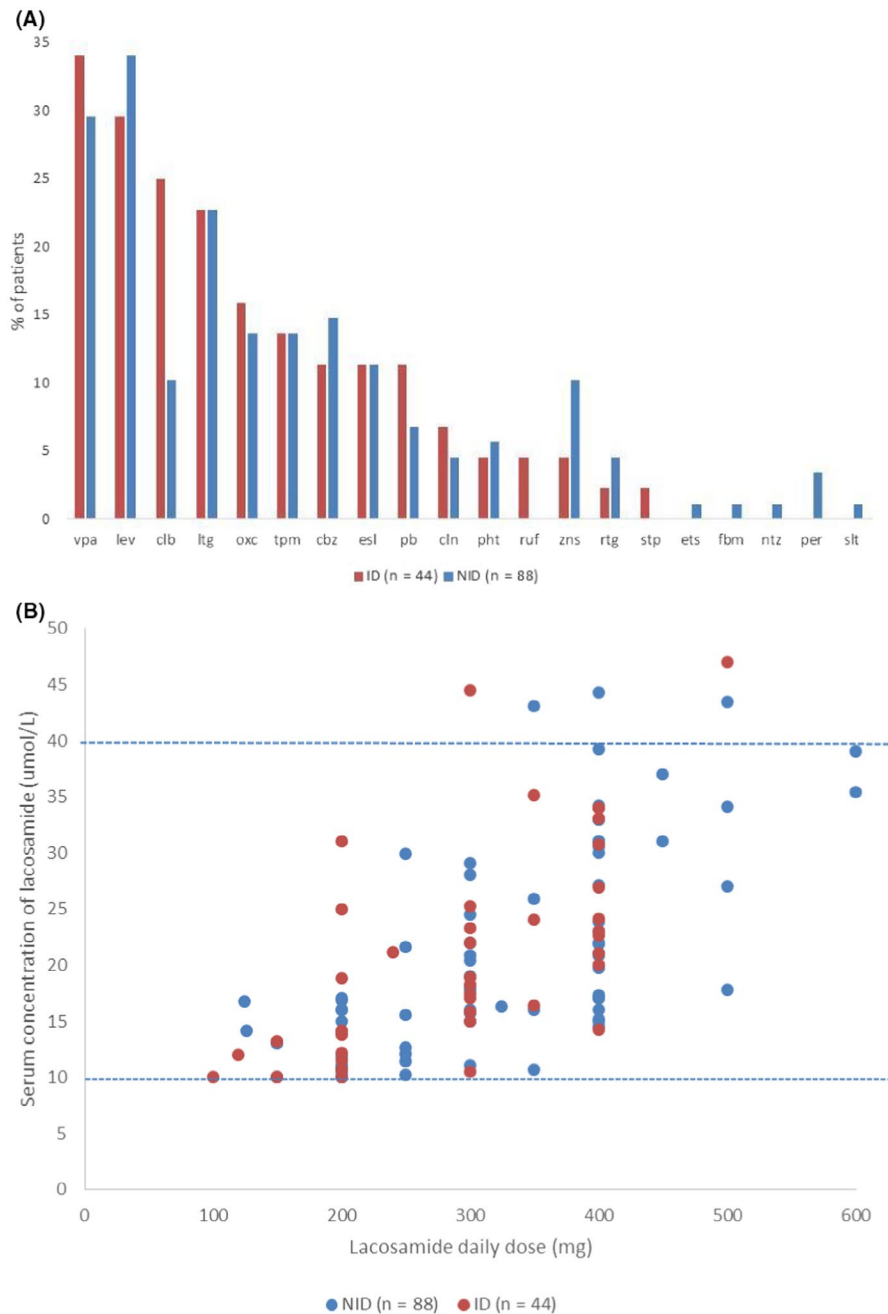 (A)
35
30
25
20
15
10
5
0
% of patients
vpa lev clb ltg oxc tpm cbz esl pb cln pht ruf zns rtg stp ets fbm ntz per slt
ID (n = 44) NID (n = 88)
(B)
50
45
40
35
30
25
20
15
10
5
0
Serum concentration of lacosamide (umol/L)
0 100 200 300 400 500 600
Lacosamide daily dose (mg)
NID (n = 88) ID (n = 44)